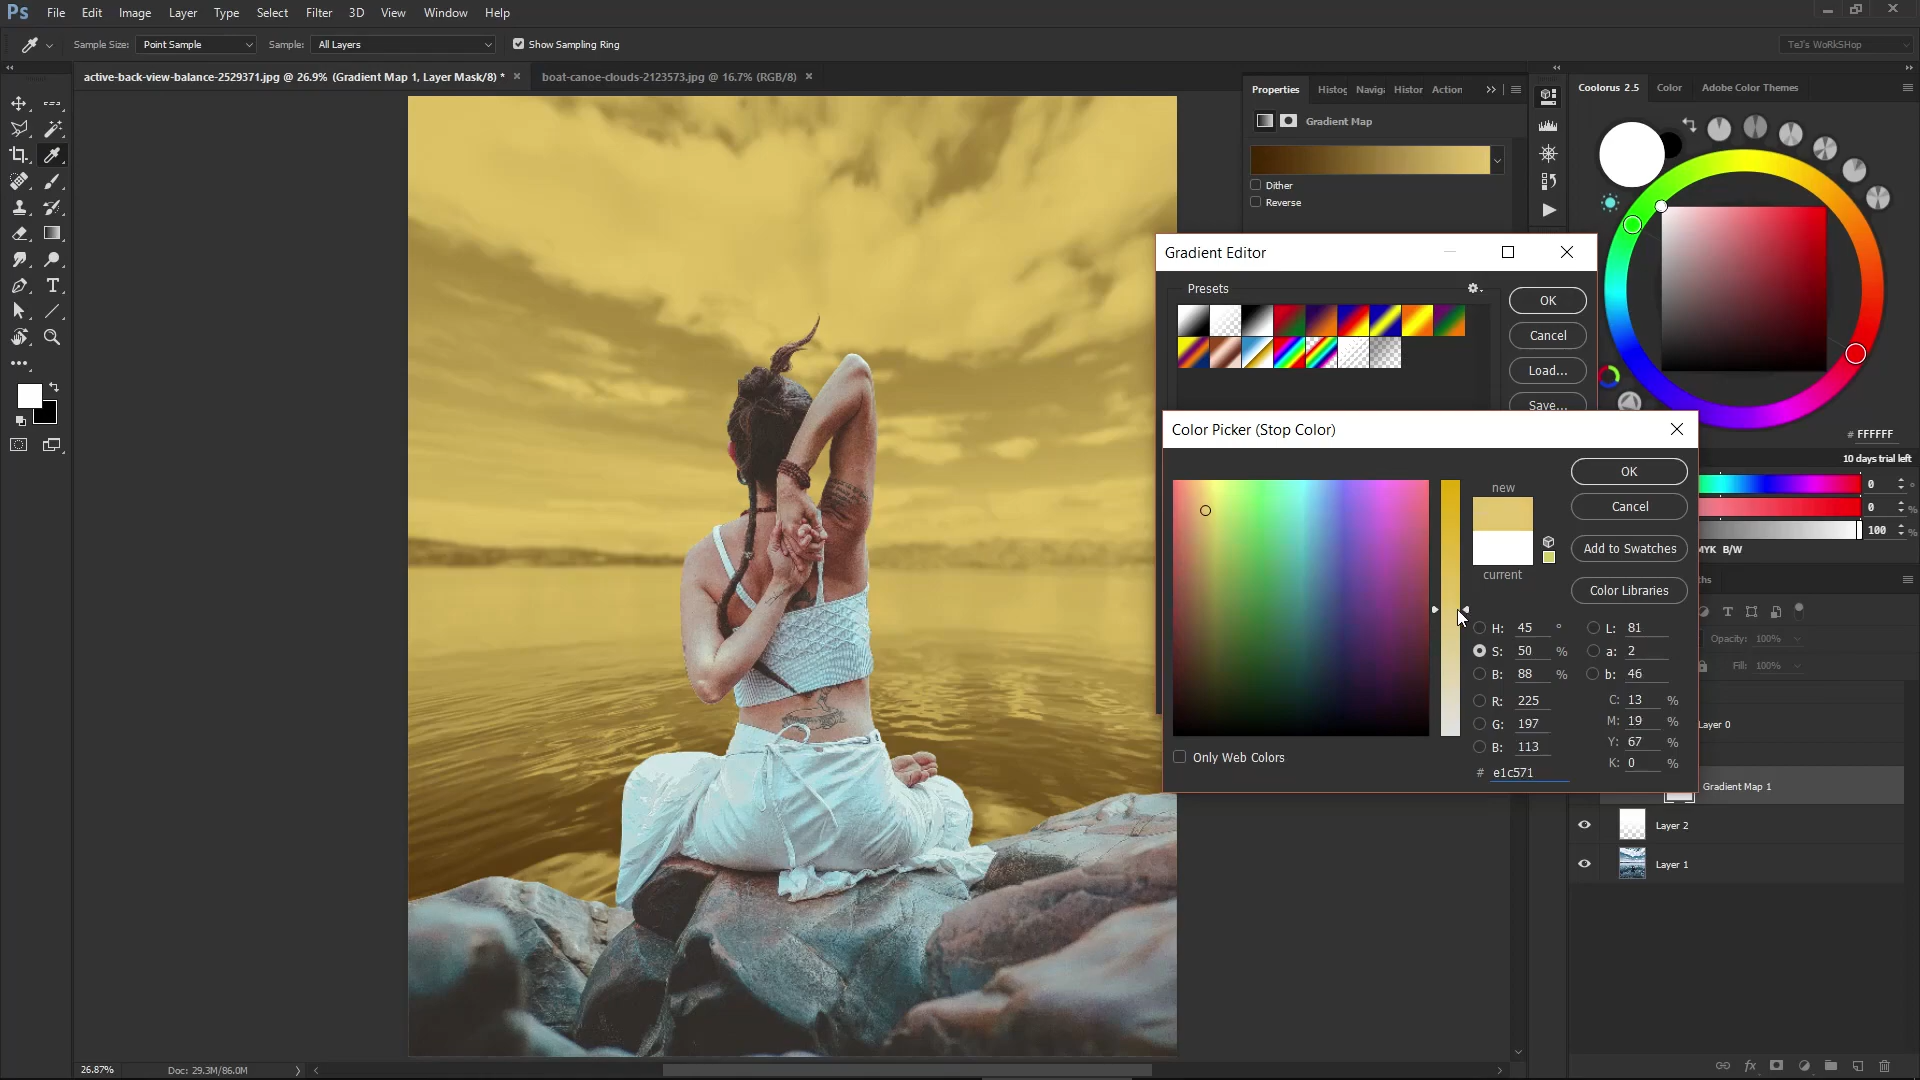 Ps File Edit Image Layer Type Select Filter 3D View Window Help
Sample Size: Point Sample Sample: All Layers Show Sampling Ring TeJ's WoRKSHop
active-back-view-balance-2529371.jpg @ 26.9% (Gradient Map 1, Layer Mask/8) * × boat-canoe-clouds-2123573.jpg @ 16.7% (RGB/8) ×
Properties Histog Naviga Histor Action
Gradient Map
Dither
Reverse
Coolorus 2.5 Color Adobe Color Themes
# FFFFFF
10 days trial left
0 °
0 %
100 %
MYK B/W
Gradient Editor
Presets
OK
Cancel
Load...
Save...
Color Picker (Stop Color)
new
current
OK
Cancel
Add to Swatches
Color Libraries
H: 45 ° L: 81
S: 50 % a: 2
B: 88 % b: 46
R: 225 C: 13 %
G: 197 M: 19 %
B: 113 Y: 67 %
# e1c571 K: 0 %
Only Web Colors
ths
Opacity: 100%
Fill: 100%
Layer 0
Gradient Map 1
Layer 2
Layer 1
26.87% Doc: 29.3M/86.0M